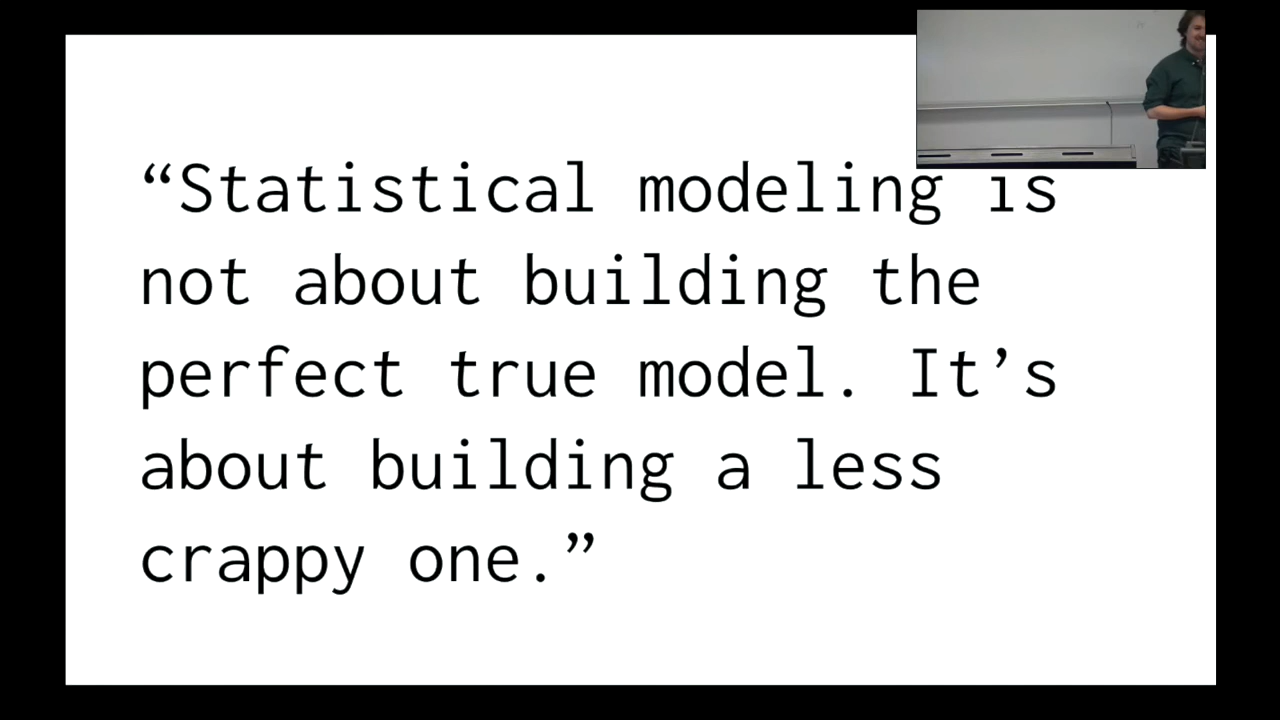 “Statistical modeling is
not about building the
perfect true model. It’s
about building a less
crappy one.”